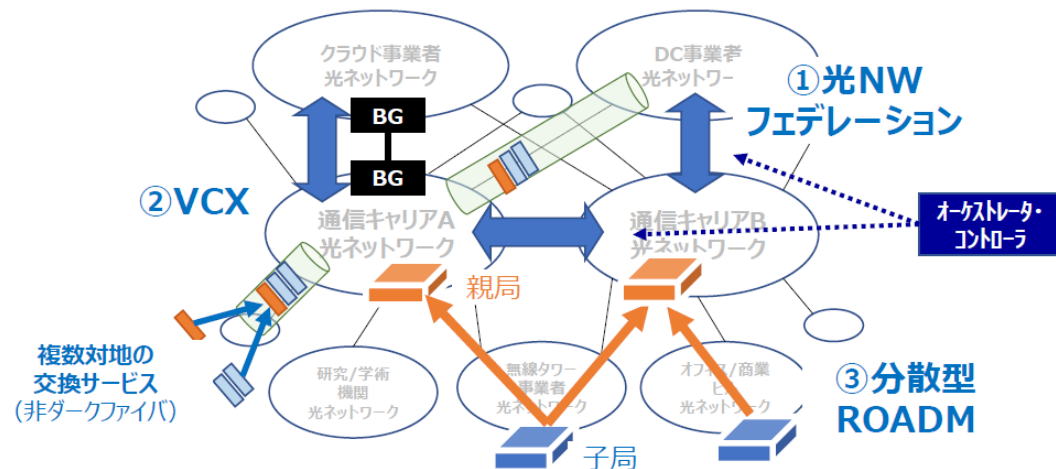 クラウド事業者
光ネットワーク
DC事業者
光ネットワー
①光NW
フェデレーション
BG
BG
②VCX
通信キャリアA
光ネットワーク
通信キャリアB
光ネットワーク
オーケストレータ・
コントローラ
親局
複数対地の
交換サービス
(非ダークファイバ)
研究/学術
機関
光ネットワーク
無線タワー
事業者
光ネットワーク
オフィス/商業
ビル
光ネットワーク
③分散型
ROADM
子局